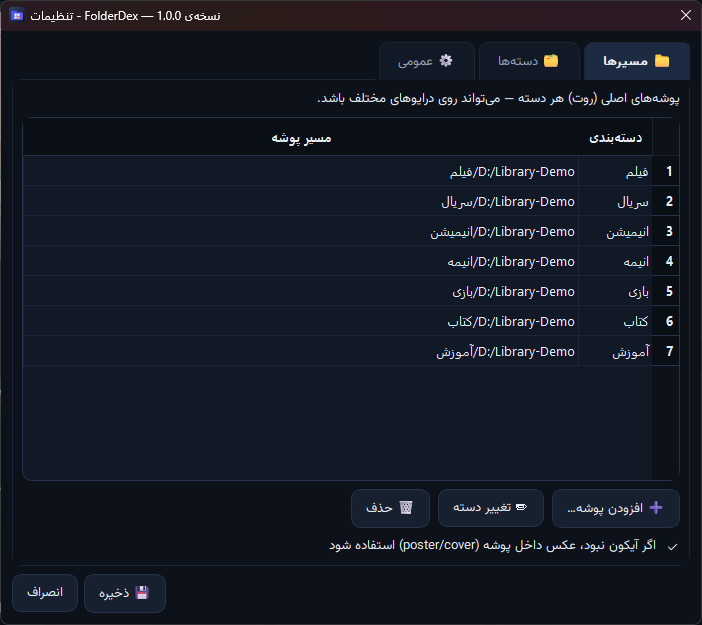 نسخه‌ی 1.0.0 — FolderDex - تنظیمات
مسیرها
دسته‌ها
عمومی
پوشه‌های اصلی (روت) هر دسته — می‌تواند روی درایوهای مختلف باشد.
دسته‌بندی مسیر پوشه
1 فیلم D:/Library-Demo/فیلم
2 سریال D:/Library-Demo/سریال
3 انیمیشن D:/Library-Demo/انیمیشن
4 انیمه D:/Library-Demo/انیمه
5 بازی D:/Library-Demo/بازی
6 کتاب D:/Library-Demo/کتاب
7 آموزش D:/Library-Demo/آموزش
افزودن پوشه…
تغییر دسته
حذف
اگر آیکون نبود، عکس داخل پوشه (poster/cover) استفاده شود
ذخیره
انصراف